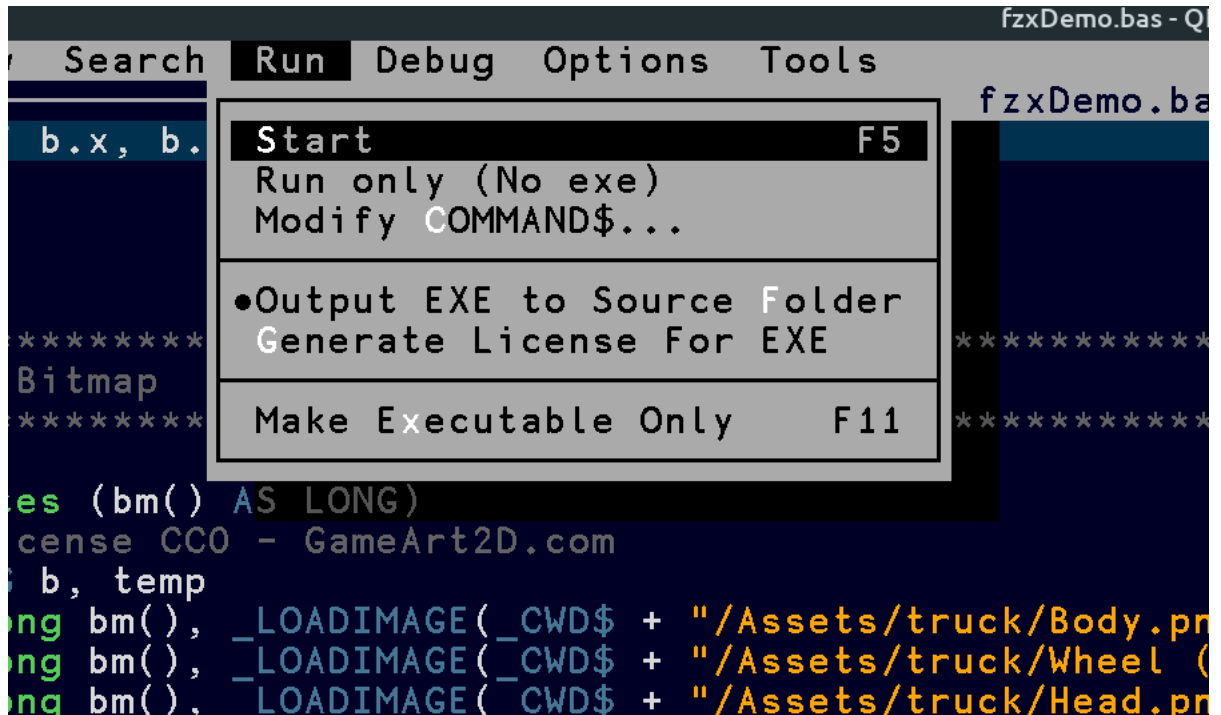 fzxDemo.bas - Q
Search Run Debug Options Tools
fzxDemo.ba
b.x, b.
Start F5
Run only (No exe)
Modify COMMAND$...
•Output EXE to Source Folder
********
Generate License For EXE
***********
Bitmap
********
Make Executable Only F11
***********
es (bm() AS LONG)
cense CC0 - GameArt2D.com
b, temp
ng bm(), _LOADIMAGE(_CWD$ + "/Assets/truck/Body.pn
ng bm(), _LOADIMAGE(_CWD$ + "/Assets/truck/Wheel (
ng bm(), _LOADIMAGE(_CWD$ + "/Assets/truck/Head.pn